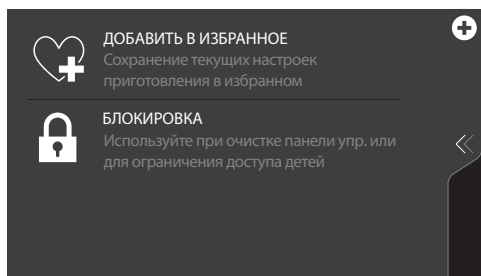 ДОБАВИТЬ В ИЗБРАННОЕ
Сохранение текущих настроек
приготовления в избранном
БЛОКИРОВКА
Используйте при очистке панели упр. или
для ограничения доступа детей